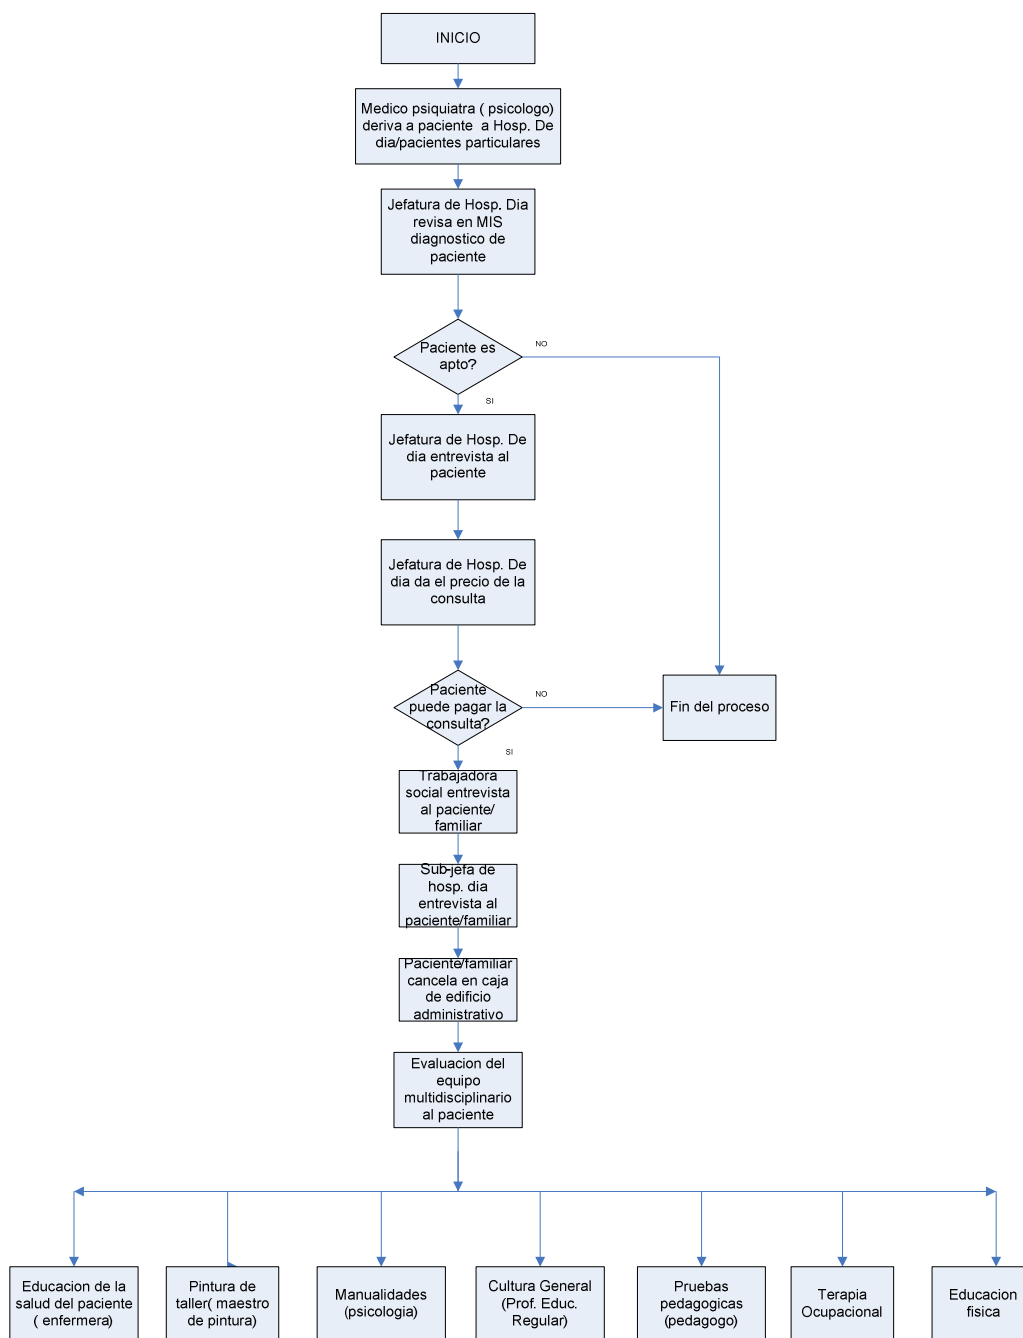 INICIO
Medico psiquiatra ( psicologo)
deriva a paciente  a Hosp. De
dia/pacientes particulares
Jefatura de Hosp. Dia
revisa en MIS
diagnostico de
paciente
Paciente es
apto?
NO
SI
Jefatura de Hosp. De
dia entrevista al
paciente
Jefatura de Hosp. De
dia da el precio de la
consulta
Paciente
puede pagar la
consulta?
NO
Fin del proceso
SI
Trabajadora
social entrevista
al paciente/
familiar
Sub-jefa de
hosp. dia
entrevista al
paciente/familiar
Paciente/familiar
cancela en caja
de edificio
administrativo
Evaluacion del
equipo
multidisciplinario
al paciente
Educacion de la
salud del paciente
( enfermera)
Pintura de
taller( maestro
de pintura)
Manualidades
(psicologia)
Cultura General
(Prof. Educ.
Regular)
Pruebas
pedagogicas
(pedagogo)
Terapia
Ocupacional
Educacion
fisica